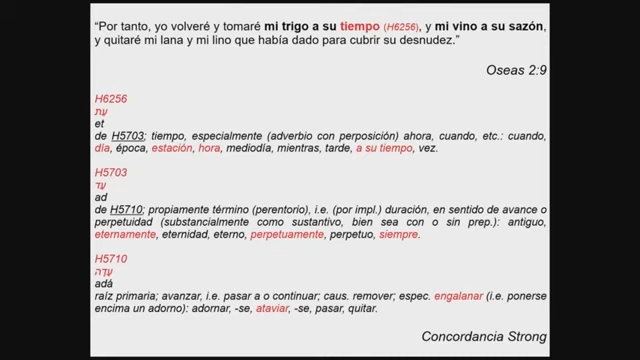 “Por tanto, yo volveré y tomaré mi trigo a su tiempo (H6256), y mi vino a su sazón,
y quitaré mi lana y mi lino que había dado para cubrir su desnudez.”
Oseas 2:9
H6256
עֵת
et
de H5703; tiempo, especialmente (adverbio con perposición) ahora, cuando, etc.: cuando,
día, época, estación, hora, mediodía, mientras, tarde, a su tiempo, vez.
H5703
עַד
ad
de H5710; propiamente término (perentorio), i.e. (por impl.) duración, en sentido de avance o
perpetuidad (substancialmente como sustantivo, bien sea con o sin prep.): antiguo,
eternamente, eternidad, eterno, perpetuamente, perpetuo, siempre.
H5710
עָדָה
adá
raíz primaria; avanzar, i.e. pasar a o continuar; caus. remover; espec. engalanar (i.e. ponerse
encima un adorno): adornar, -se, ataviar, -se, pasar, quitar.
Concordancia Strong